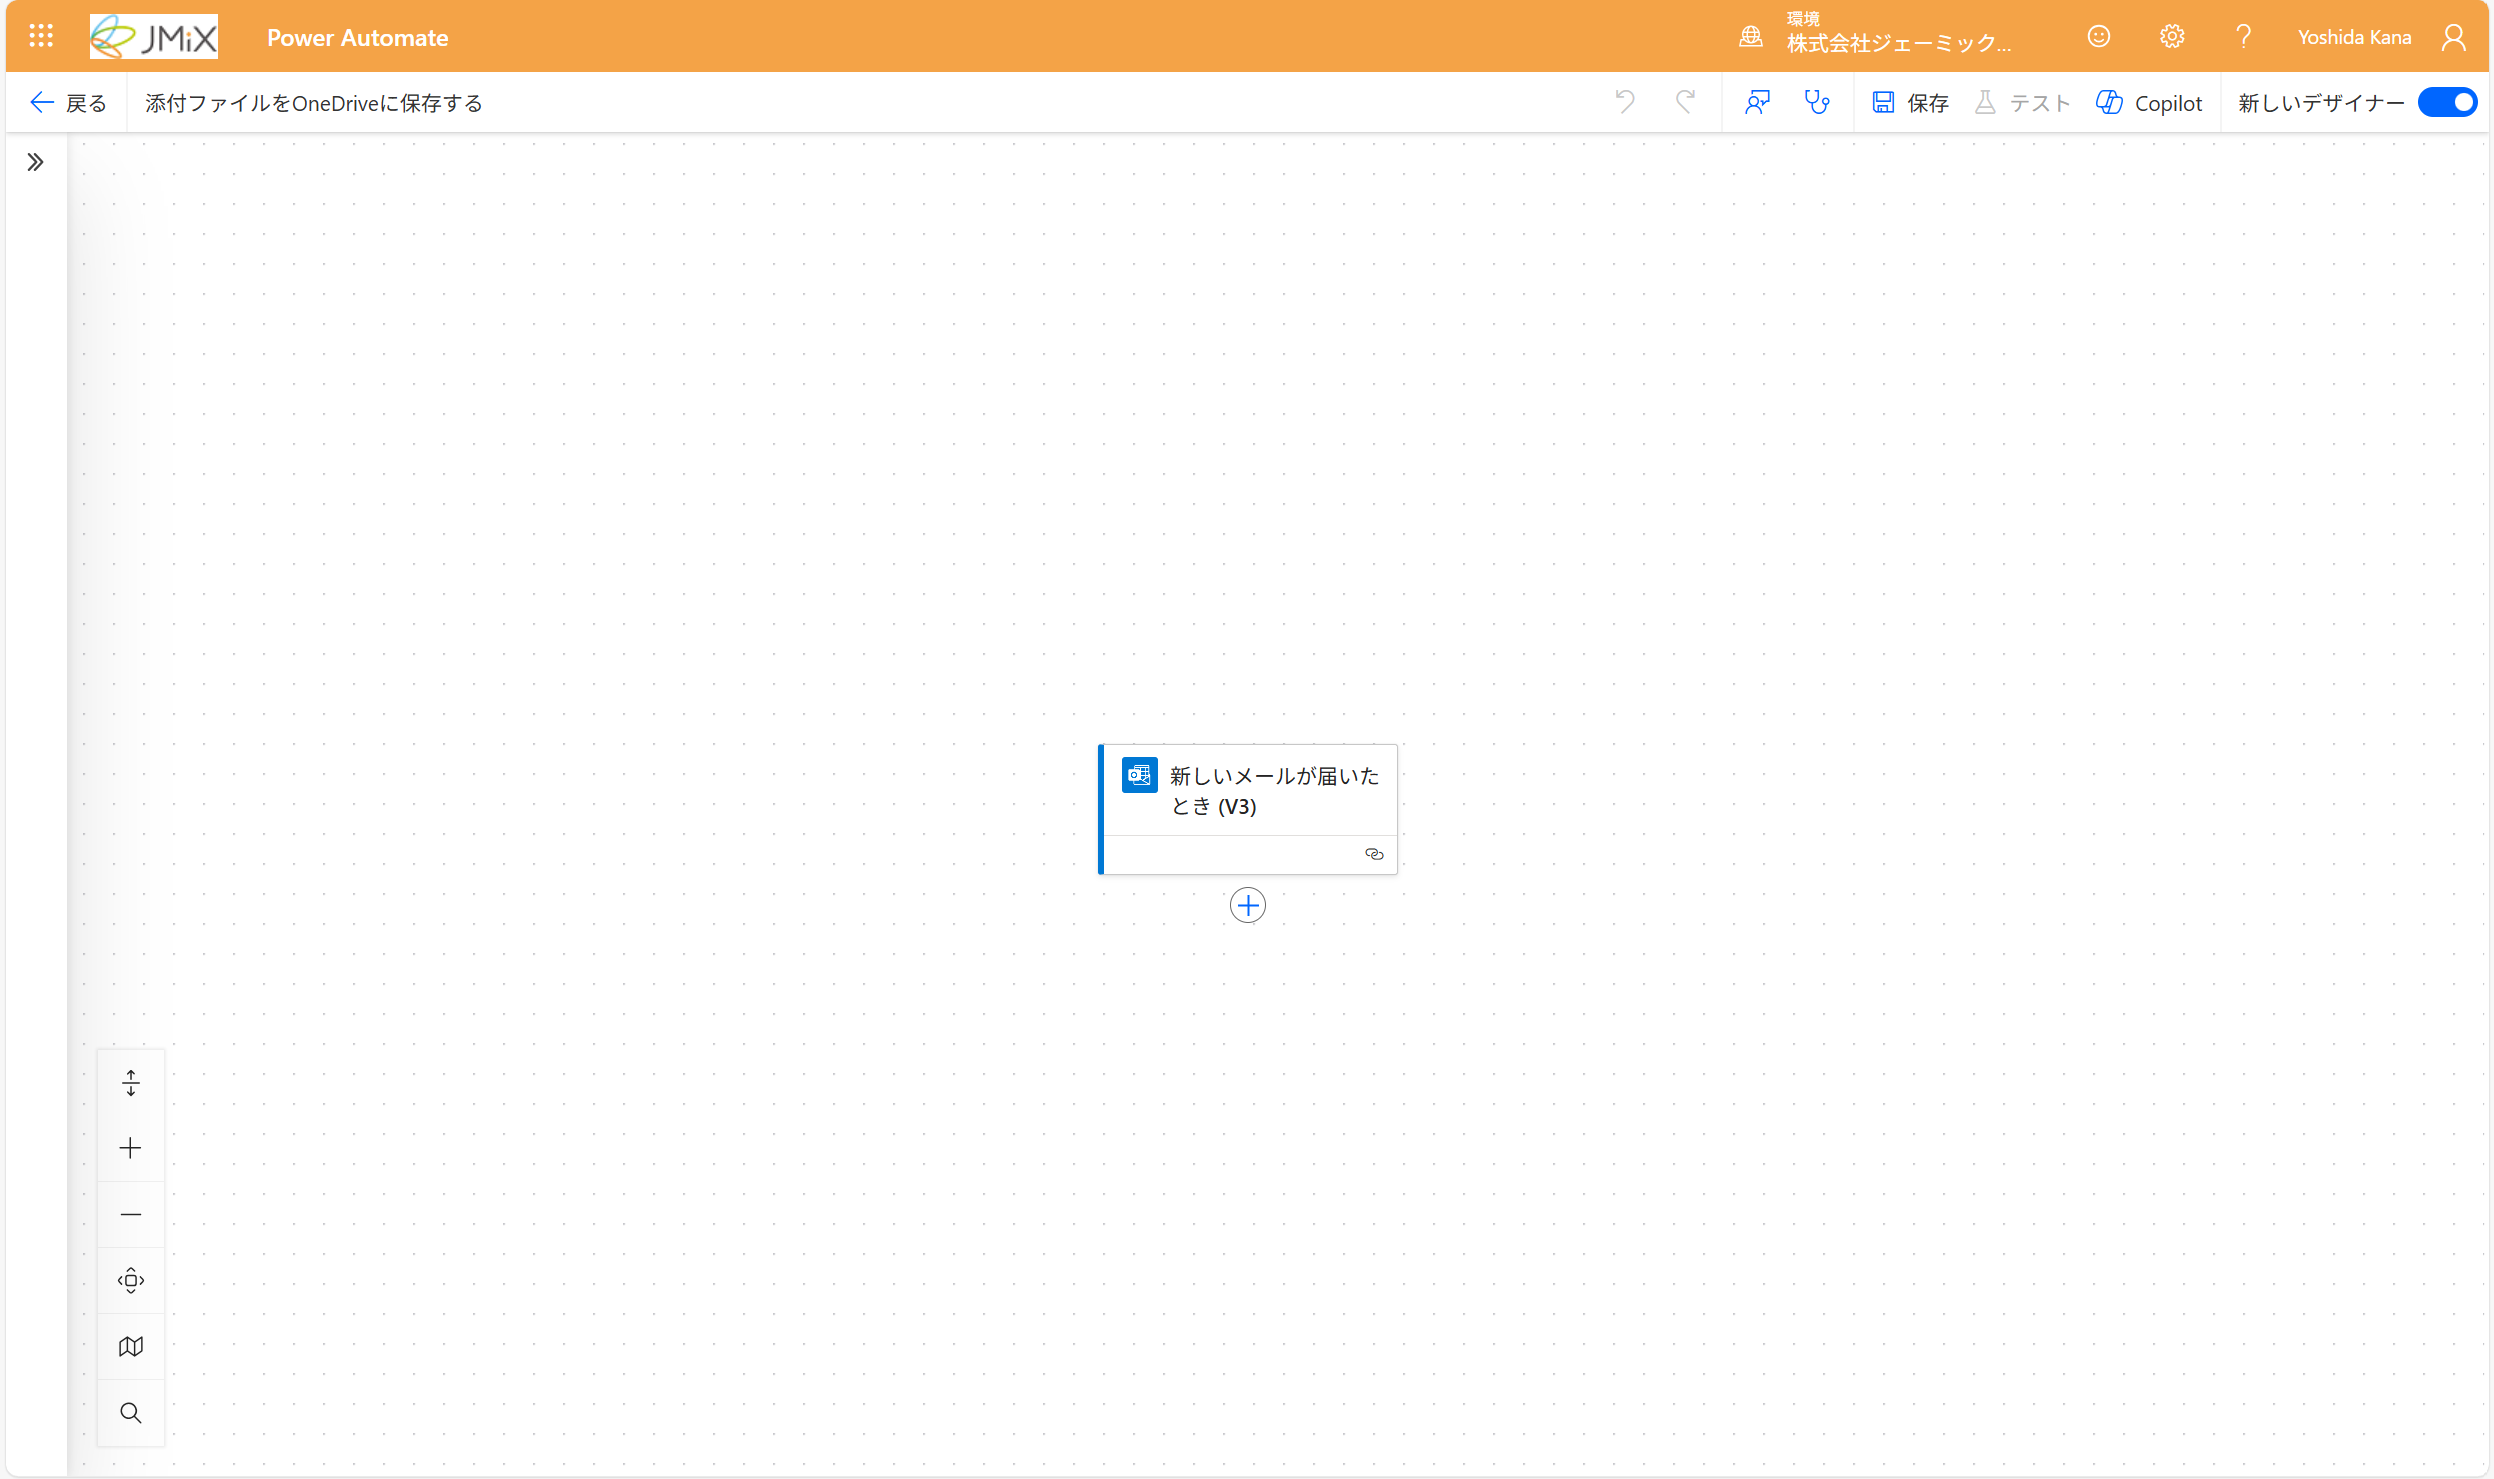 JMiX
Power Automate
環境
株式会社ジェーミック...
Yoshida Kana
戻る
添付ファイルをOneDriveに保存する
保存
テスト
Copilot
新しいデザイナー
新しいメールが届いた
とき (V3)